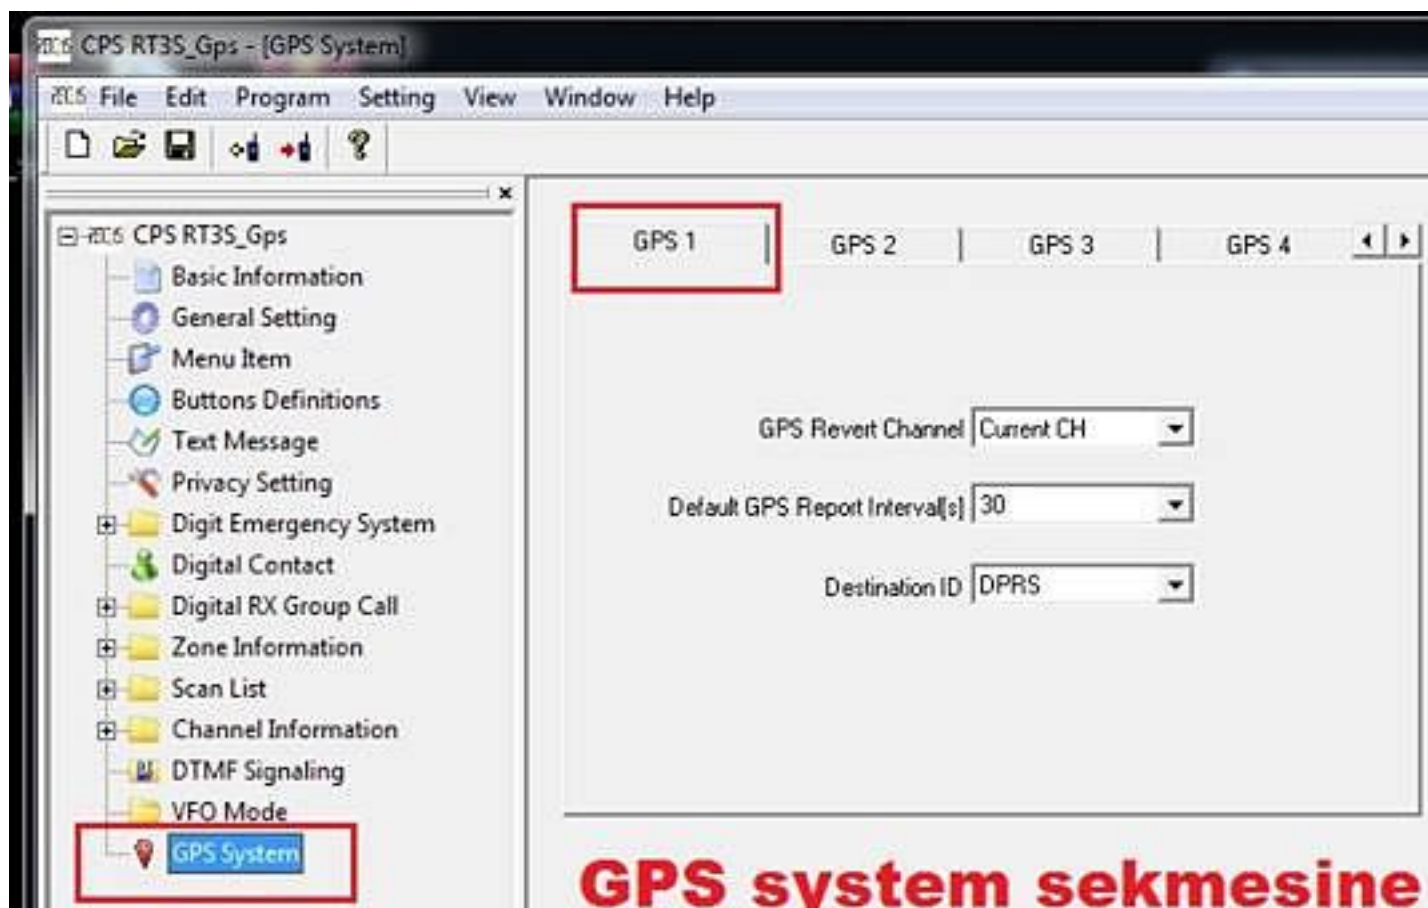 CPS RT3S_Gps - [GPS System]
File Edit Program Setting View Window Help
CPS RT3S_Gps
Basic Information
General Setting
Menu Item
Buttons Definitions
Text Message
Privacy Setting
Digit Emergency System
Digital Contact
Digital RX Group Call
Zone Information
Scan List
Channel Information
DTMF Signaling
VFO Mode
GPS System
GPS 1 GPS 2 GPS 3 GPS 4
GPS Revert Channel Current CH
Default GPS Report Interval[s] 30
Destination ID DPRS
GPS system sekmesine